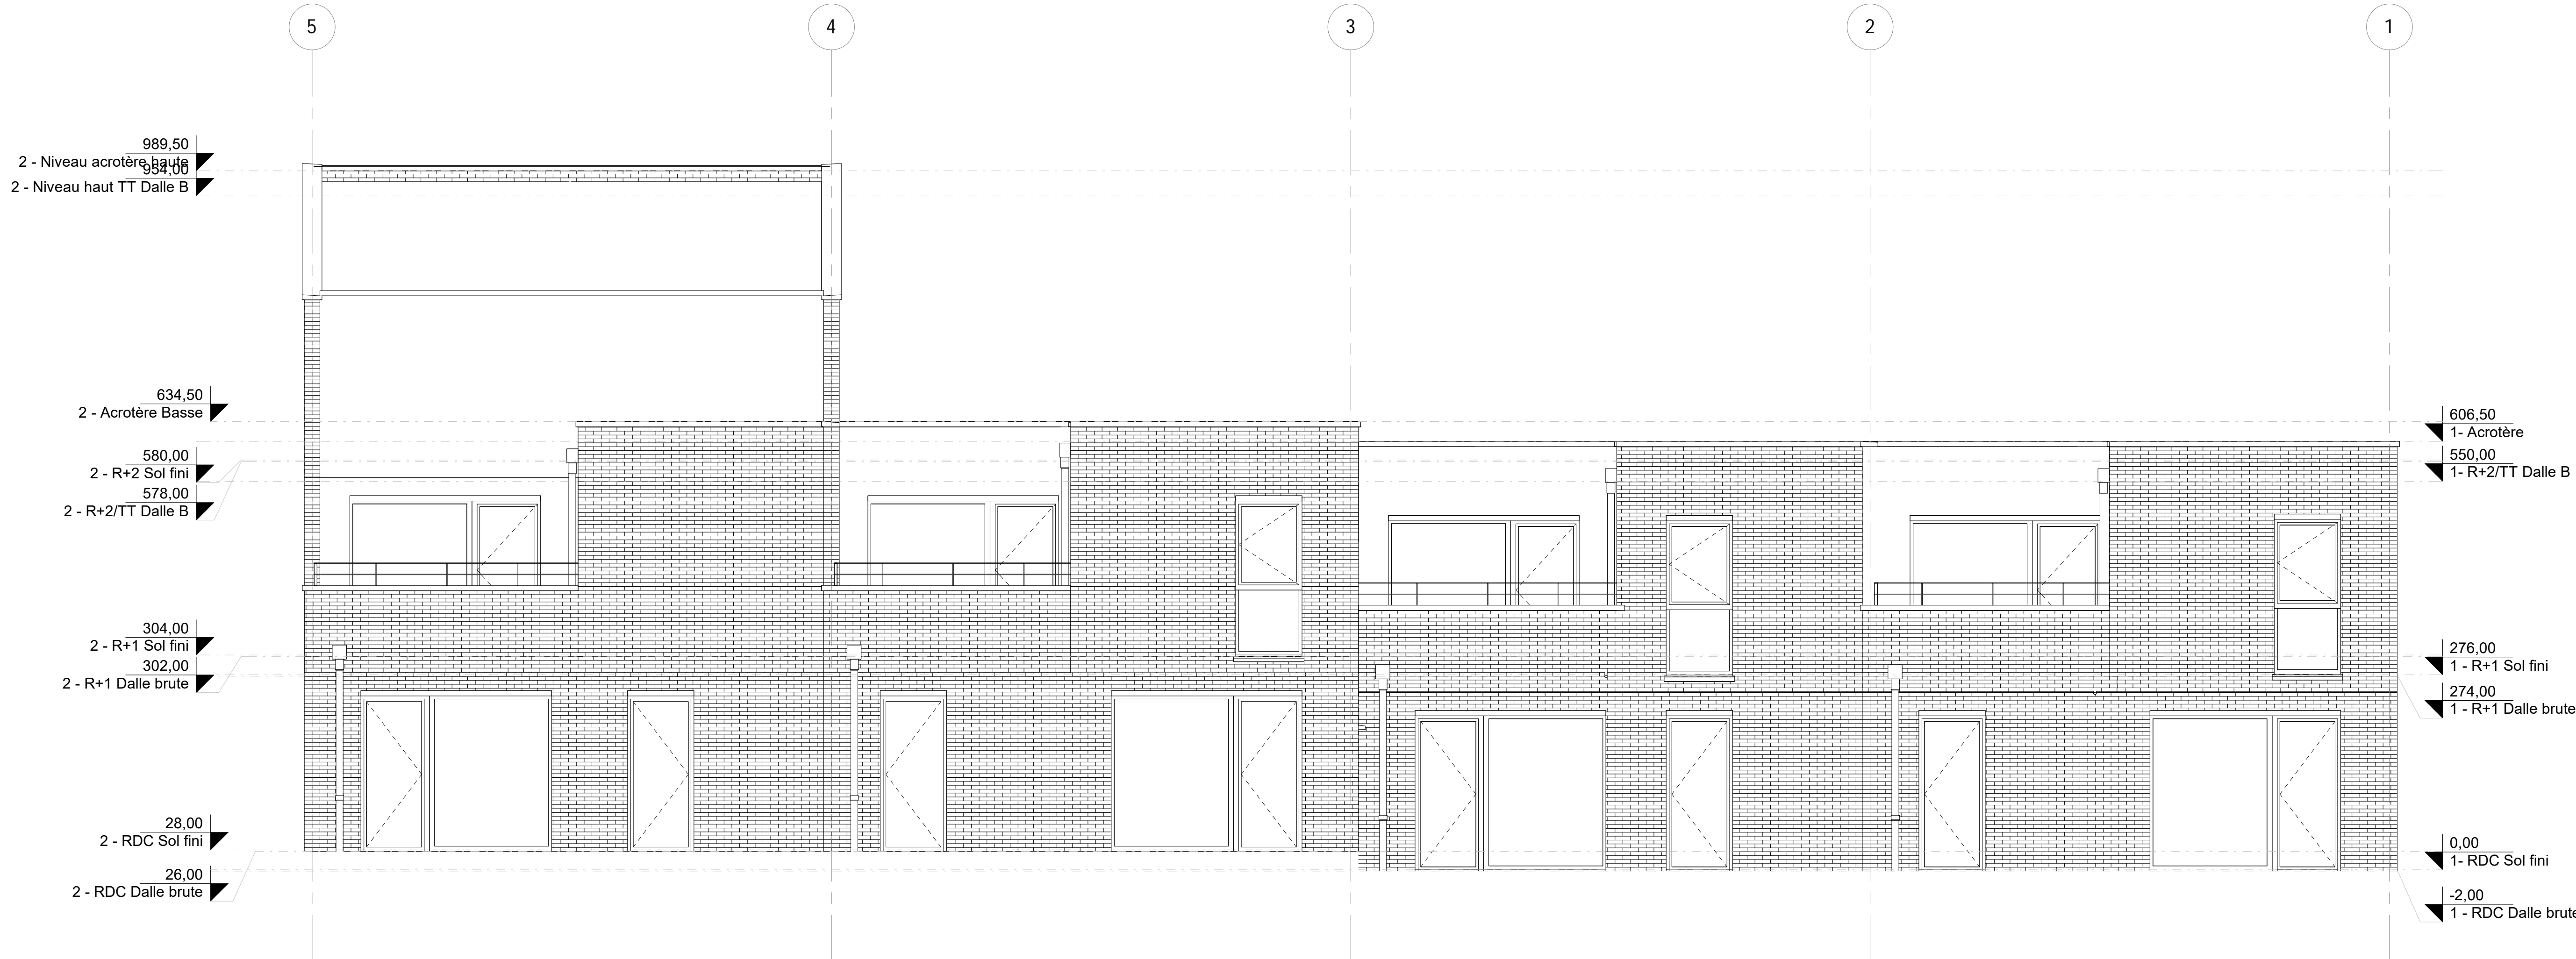 5 4 3 2 1
989,50
2 - Niveau acrotère haute
954,00
2 - Niveau haut TT Dalle B
634,50
2 - Acrotère Basse
580,00
2 - R+2 Sol fini
578,00
2 - R+2/TT Dalle B
304,00
2 - R+1 Sol fini
302,00
2 - R+1 Dalle brute
28,00
2 - RDC Sol fini
26,00
2 - RDC Dalle brute
606,50
1- Acrotère
550,00
1- R+2/TT Dalle B
276,00
1 - R+1 Sol fini
274,00
1 - R+1 Dalle brute
0,00
1- RDC Sol fini
-2,00
1 - RDC Dalle brute